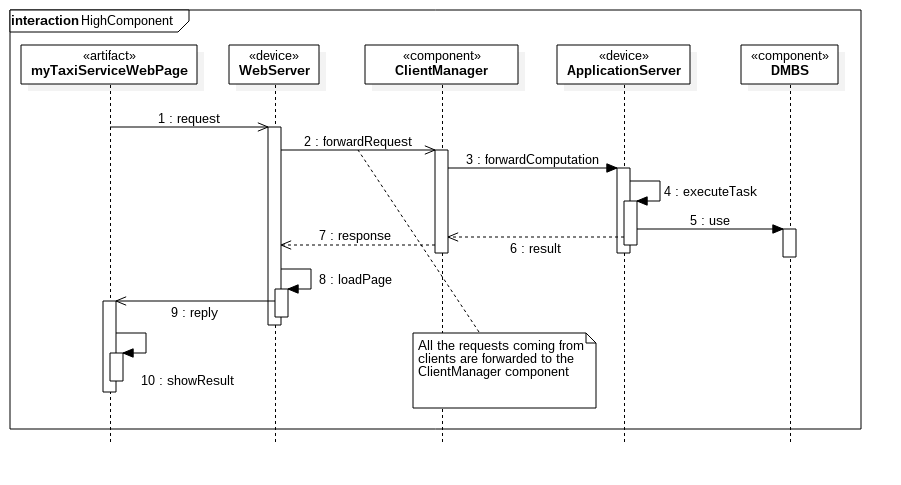 interaction HighComponent
«artifact»
myTaxiServiceWebPage
«device»
WebServer
«component»
ClientManager
«device»
ApplicationServer
«component»
DMBS
1 : request
2 : forwardRequest
3 : forwardComputation
4 : executeTask
5 : use
6 : result
7 : response
8 : loadPage
9 : reply
10 : showResult
All the requests coming from
clients are forwarded to the
ClientManager component